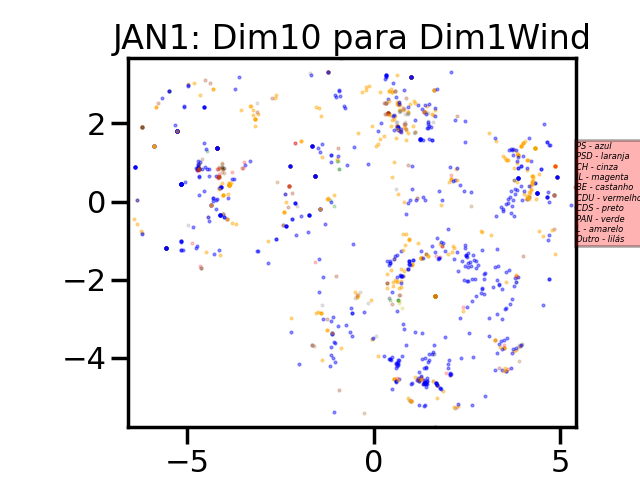 JAN1: Dim10 para Dim1Wind
2
0
−2
−4
−5
0
5
PS - azul
PSD - laranja
CH - cinza
IL - magenta
BE - castanho
CDU - vermelho
CDS - preto
PAN - verde
L - amarelo
Outro - lilás